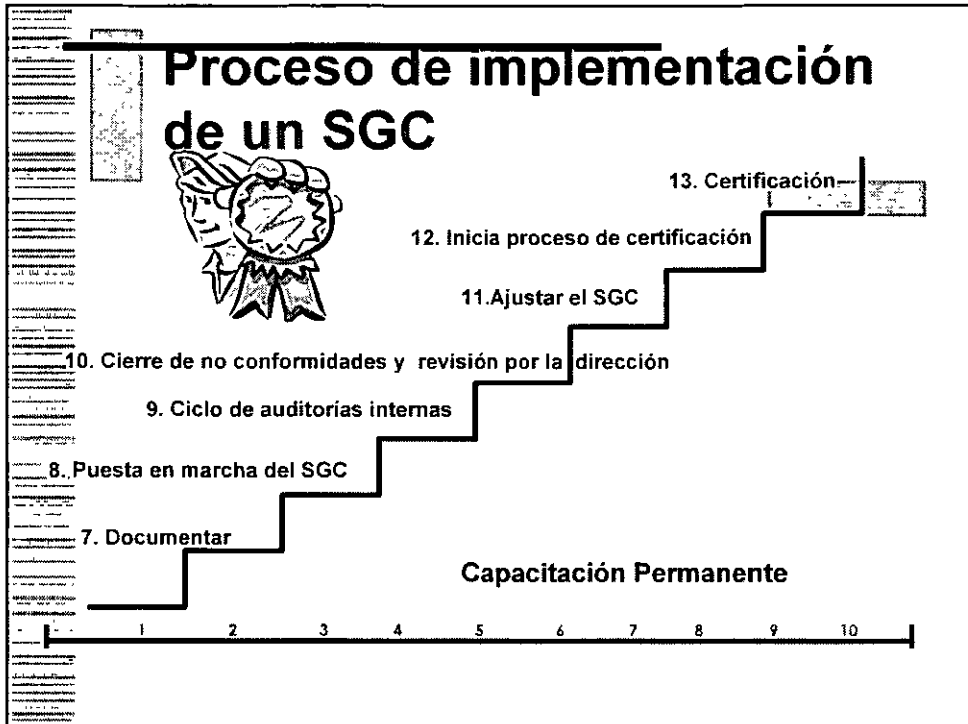 Proceso de implementación
de un SGC
13. Certificación
12. Inicia proceso de certificación
11.Ajustar el SGC
10. Cierre de no conformidades y revisión por la dirección
9. Ciclo de auditorías internas
8. Puesta en marcha del SGC
7. Documentar
Capacitación Permanente
1 2 3 4 5 6 7 8 9 10